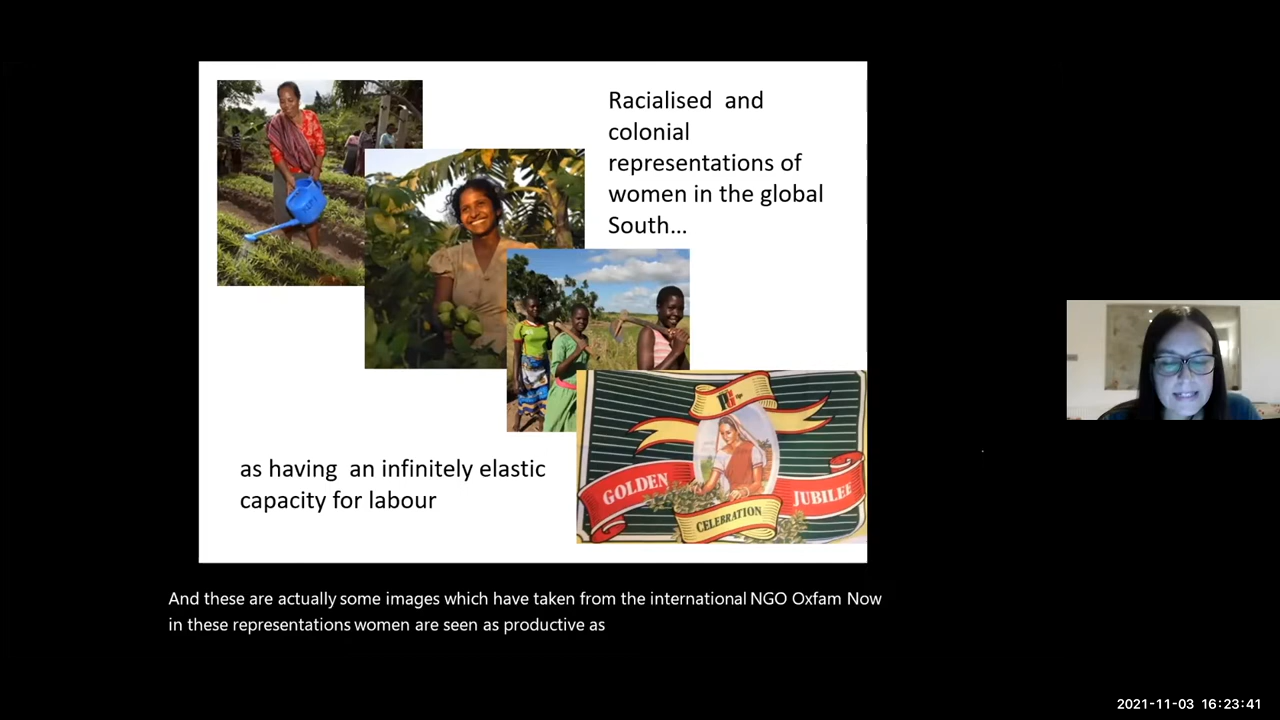 Racialised and
colonial
representations of
women in the global
South...
as having an infinitely elastic
capacity for labour
GOLDEN
CELEBRATION
JUBILEE
And these are actually some images which have taken from the international NGO Oxfam Now
in these representations women are seen as productive as
2021-11-03 16:23:41